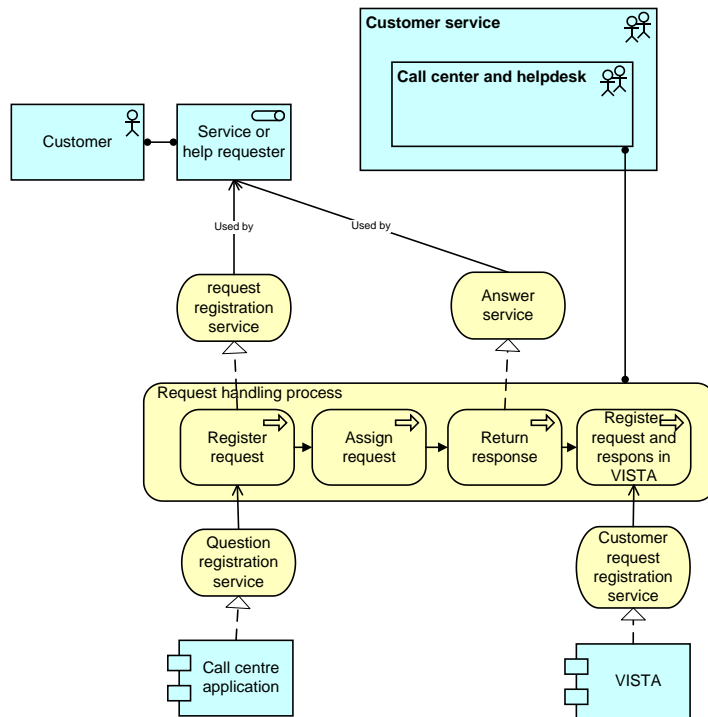 Customer service
Call center and helpdesk
Customer
Service or
help requester
Used by
Used by
request
registration
service
Answer
service
Request handling process
Register
request
Assign
request
Return
response
Register
request and
respons in
VISTA
Question
registration
service
Customer
request
registration
service
Call centre
application
VISTA